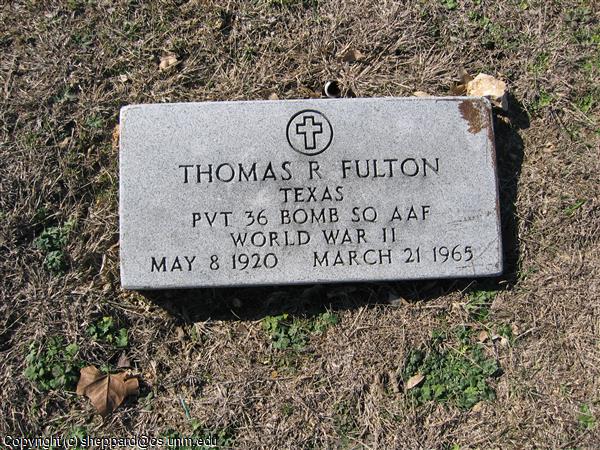 THOMAS R FULTON
TEXAS
PVT 36 BOMB SQ AAF
WORLD WAR II
MAY 8 1920 MARCH 21 1965
Copyright sheppard@cs.unm.edu